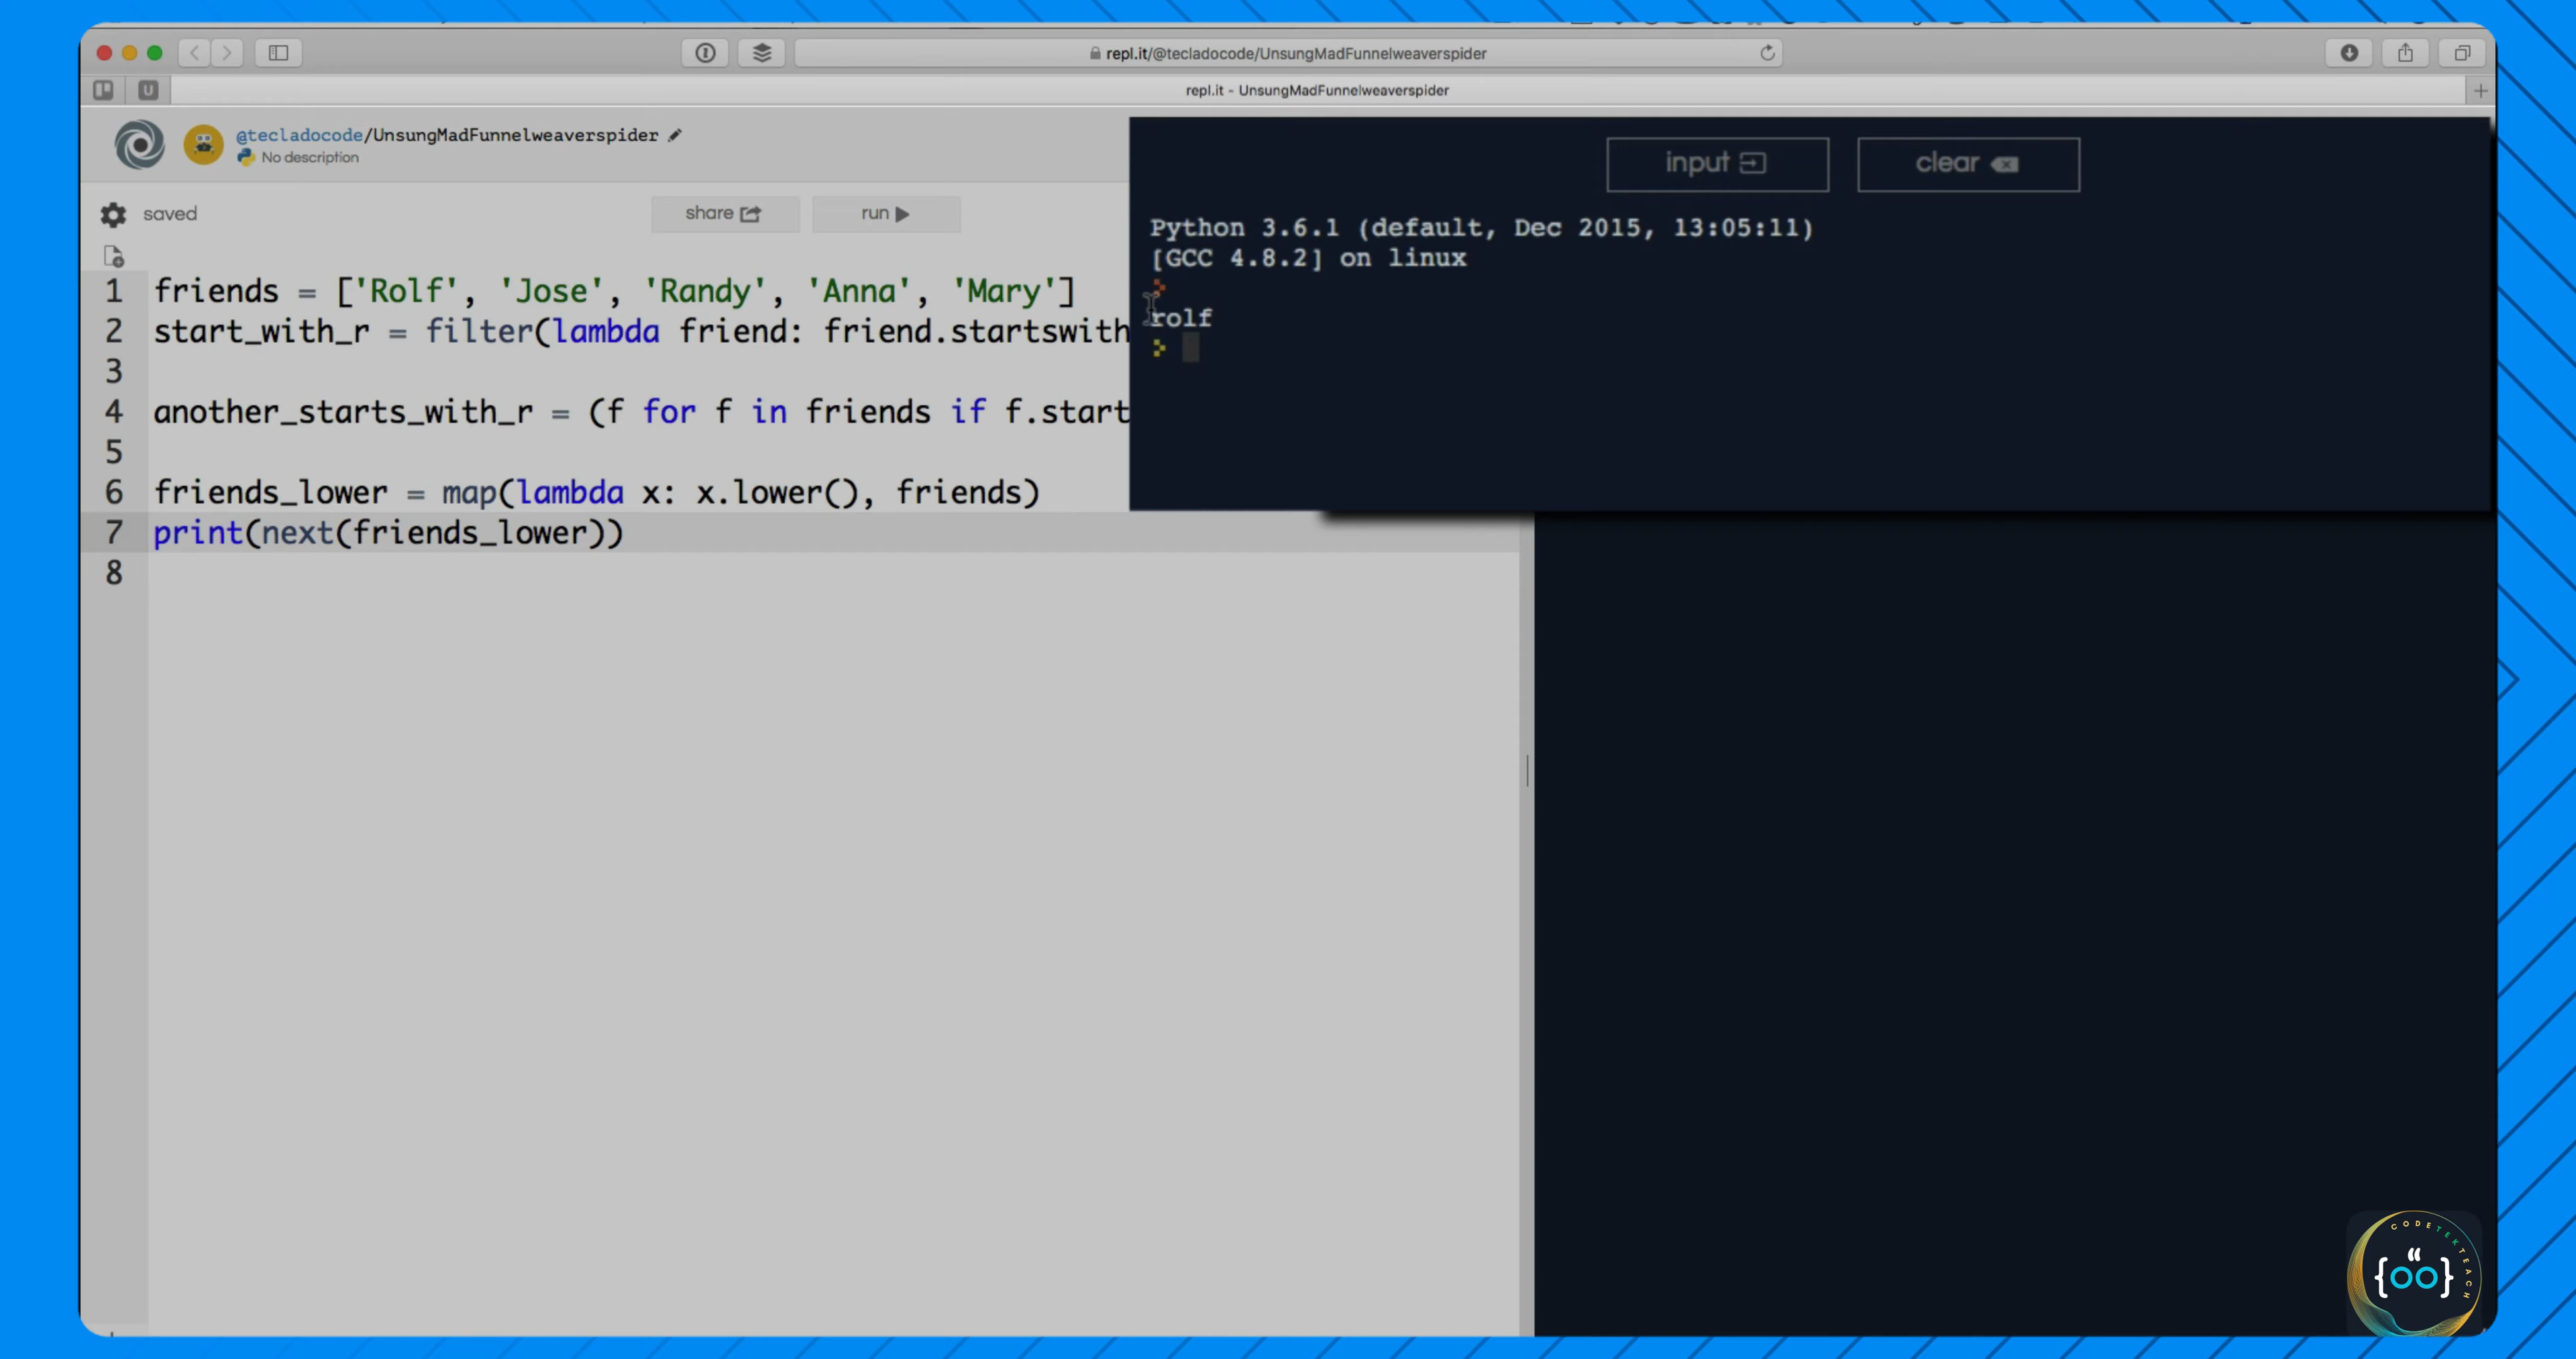 repl.it/@tecladocode/UnsungMadFunnelweaverspider
U
repl.it - UnsungMadFunnelweaverspider
@tecladocode/UnsungMadFunnelweaverspider
No description
saved
share
run
input
clear
Python 3.6.1 (default, Dec 2015, 13:05:11)
[GCC 4.8.2] on linux
rolf
1 friends = ['Rolf', 'Jose', 'Randy', 'Anna', 'Mary']
2 start_with_r = filter(lambda friend: friend.startswith
3
4 another_starts_with_r = (f for f in friends if f.start
5
6 friends_lower = map(lambda x: x.lower(), friends)
7 print(next(friends_lower))
8
CODETEKTEACH